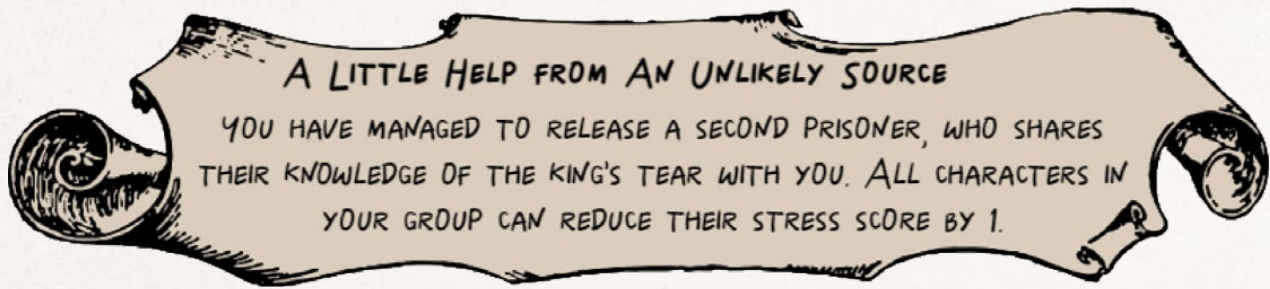 A LITTLE HELP FROM AN UNLIKELY SOURCE
YOU HAVE MANAGED TO RELEASE A SECOND PRISONER, WHO SHARES
THEIR KNOWLEDGE OF THE KING'S TEAR WITH YOU. ALL CHARACTERS IN
YOUR GROUP CAN REDUCE THEIR STRESS SCORE BY 1.